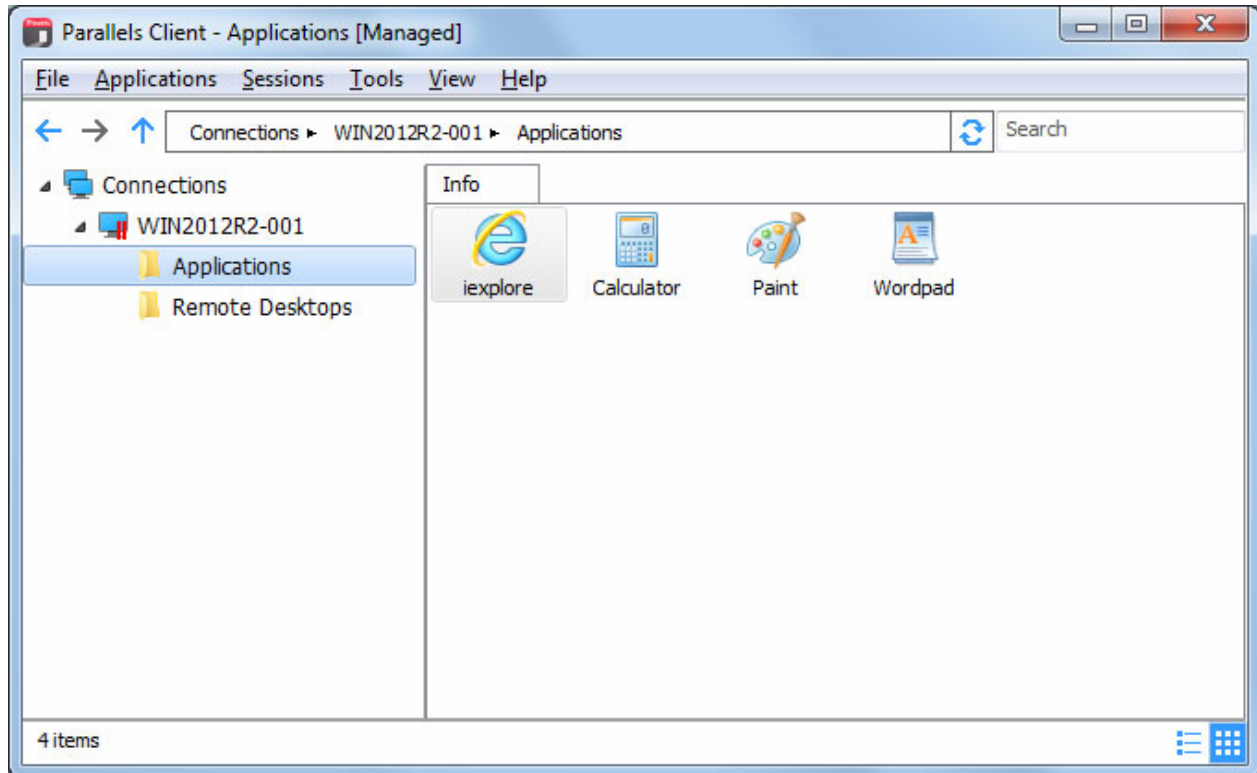 Parallels Client - Applications [Managed]
File Applications Sessions Tools View Help
Connections WIN2012R2-001 Applications
Search
Connections
WIN2012R2-001
Applications
Remote Desktops
Info
iexplore Calculator Paint Wordpad
4 items